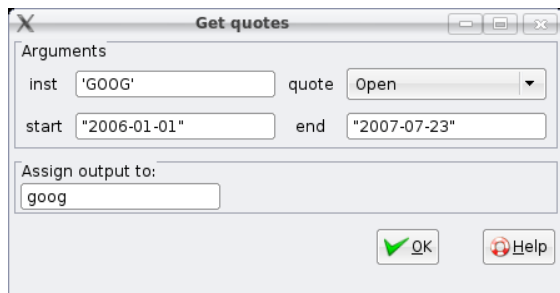 Get quotes
Arguments
inst 'GOOG' quote Open
start "2006-01-01" end "2007-07-23"
Assign output to:
goog
OK Help